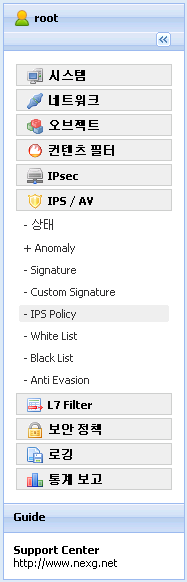 root
시스템
네트워크
오브젝트
컨텐츠 필터
IPsec
IPS / AV
- 상태
+ Anomaly
- Signature
- Custom Signature
- IPS Policy
- White List
- Black List
- Anti Evasion
L7 Filter
보안 정책
로깅
통계 보고
Guide
Support Center
http://www.nexg.net